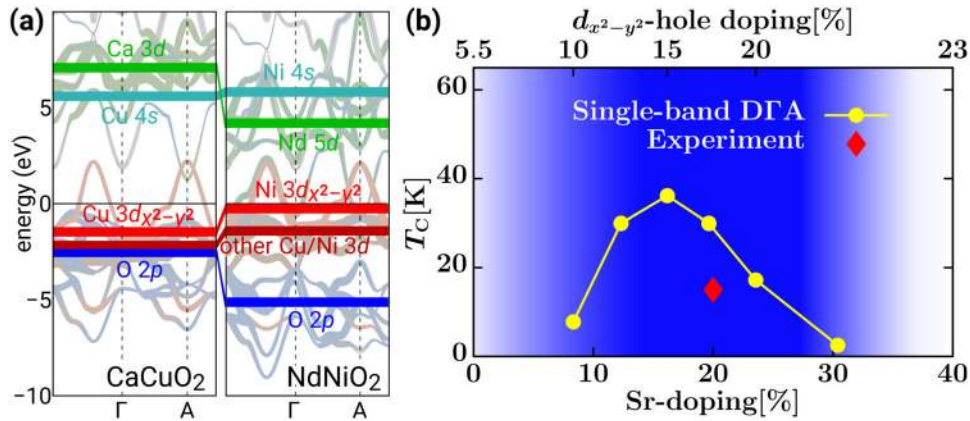 (a)
Ca 3d
Cu 4s
Cu 3dx²−y²
O 2p
Ni 4s
Nd 5d
Ni 3dx²−y²
other Cu/Ni 3d
O 2p
energy (eV)
5
0
−5
−10
CaCuO₂
NdNiO₂
Γ
A
Γ
A
(b)
dx²−y²-hole doping[%]
5.5
10
15
20
23
Single-band DΓA
Experiment
TC[K]
60
40
20
0
0
10
20
30
40
Sr-doping[%]